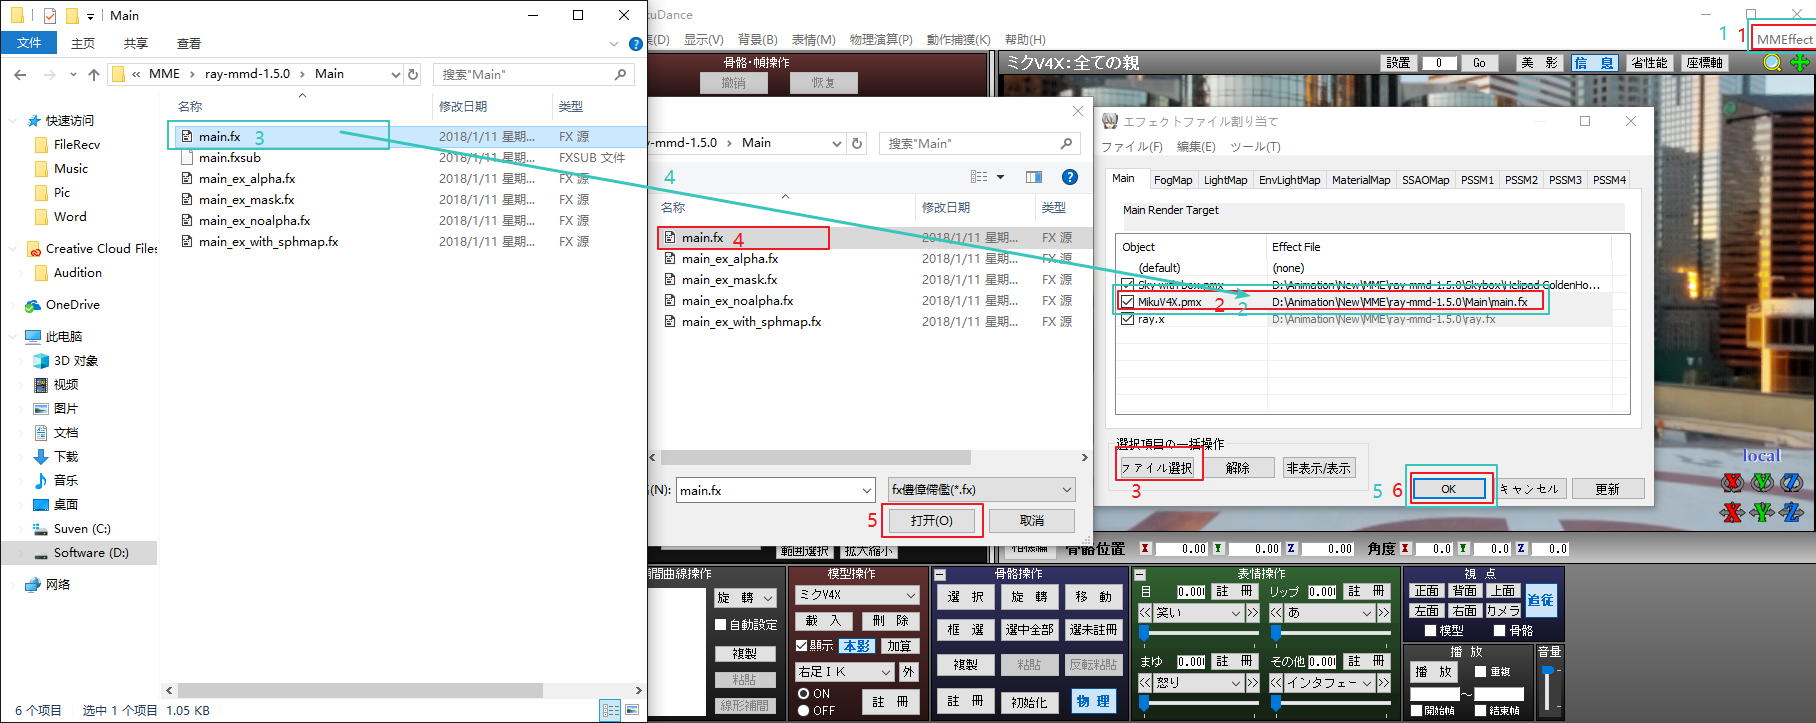 Main
文件 主页 共享 查看
« MME › ray-mmd-1.5.0 › Main
搜索"Main"
名称 修改日期 类型
快速访问
FileRecv
Music
Pic
Word
Creative Cloud Files
Audition
OneDrive
此电脑
3D 对象
视频
图片
文档
下载
音乐
桌面
Suven (C:)
Software (D:)
网络
main.fx 3 2018/1/11 星期... FX 源
main.fxsub 2018/1/11 星期... FXSUB 文件
main_ex_alpha.fx 2018/1/11 星期... FX 源
main_ex_mask.fx 2018/1/11 星期... FX 源
main_ex_noalpha.fx 2018/1/11 星期... FX 源
main_ex_with_sphmap.fx 2018/1/11 星期... FX 源
6 个项目 选中 1 个项目 1.05 KB
kuDance
(D) 显示(V) 背景(B) 表情(M) 物理演算(P) 動作捕獲(K) 帮助(H)
1 1 MMEffect
骨骼・幀操作
撤消 恢复
ミクV4X：全ての親
設置 0 Go 美 影 信 息 省性能 座標軸
y-mmd-1.5.0 › Main
搜索"Main"
4
名称 修改日期 类型
main.fx 4 2018/1/11 星期... FX 源
main_ex_alpha.fx 2018/1/11 星期... FX 源
main_ex_mask.fx 2018/1/11 星期... FX 源
main_ex_noalpha.fx 2018/1/11 星期... FX 源
main_ex_with_sphmap.fx 2018/1/11 星期... FX 源
(N): main.fx
(*.fx)
5 打开(O) 取消
エフェクトファイル割り当て
ファイル(F) 編集(E) ツール(T)
Main FogMap LightMap EnvLightMap MaterialMap SSAOMap PSSM1 PSSM2 PSSM3 PSSM4
Main Render Target
Object Effect File
(default) (none)
Sky with box.pmx D:\Animation\New\MME\ray-mmd-1.5.0\Skybox\Helipad GoldenHo...
MikuV4X.pmx 2 2 D:\Animation\New\MME\ray-mmd-1.5.0\Main\main.fx
ray.x D:\Animation\New\MME\ray-mmd-1.5.0\ray.fx
選択項目の一括操作
ファイル選択 解除 非表示/表示
3
5 6 OK キャンセル 更新
local
X Y Z
X Y Z
範囲選択 拡大縮小
骨骼位置 X 0.00 Y 0.00 Z 0.00 角度 X 0.0 Y 0.0 Z 0.0
補間曲線操作
旋 轉
自動設定
複製
粘貼
線形補間
模型操作
ミクV4X
載 入 刪 除
顯示 本影 加算
右足ＩＫ 外
ON
OFF
註 冊
骨骼操作
選 択 旋 轉 移 動
框 選 選中全部 選未註冊
複製 粘貼 反転粘貼
註 冊 初始化 物 理
表情操作
目 0.00 註 冊 リップ 0.00 註 冊
<< 笑い >> << あ >>
まゆ 0.00 註 冊 その他 0.00 註 冊
<< 怒り >> << インタフェー >>
視 点
正面 背面 上面
左面 右面 カメラ
追従
模型 骨骼
播 放
播 放 重複
～
開始幀 結束幀
音量